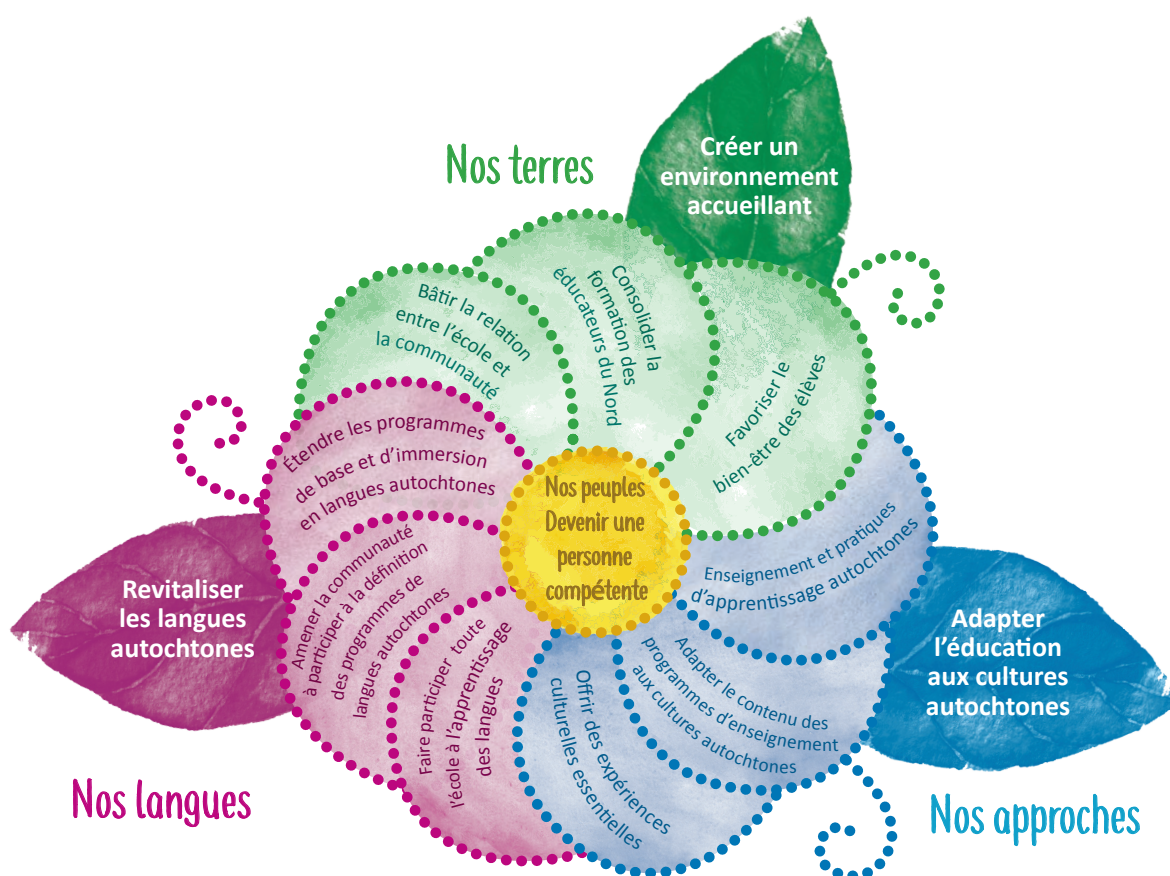 Nos terres
Créer un
environnement
accueillant
Bâtir la relation
entre l'école et
la communauté
Consolider la
formation des
éducateurs du Nord
Favoriser le
bien-être des élèves
Étendre les programmes
de base et d'immersion
en langues autochtones
Nos peuples
Devenir une
personne
compétente
Enseignement et pratiques
d'apprentissage autochtones
Revitaliser
les langues
autochtones
Amener la communauté
à participer à la définition
des programmes de
langues autochtones
Faire participer toute
l'école à l'apprentissage
des langues
Offrir des expériences
culturelles essentielles
Adapter le contenu des
programmes d'enseignement
aux cultures autochtones
Adapter
l'éducation
aux cultures
autochtones
Nos langues
Nos approches